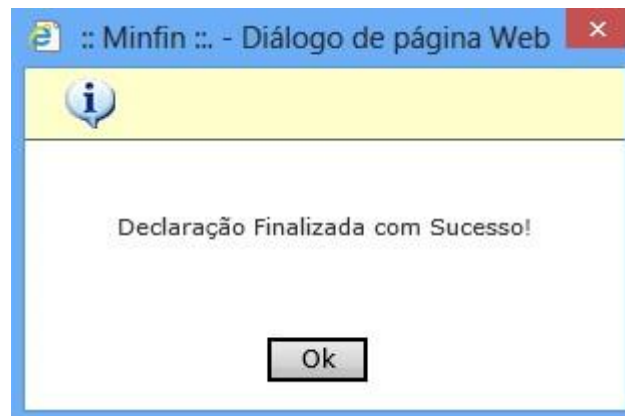 :: Minfin ::. - Diálogo de página Web
Declaração Finalizada com Sucesso!
Ok